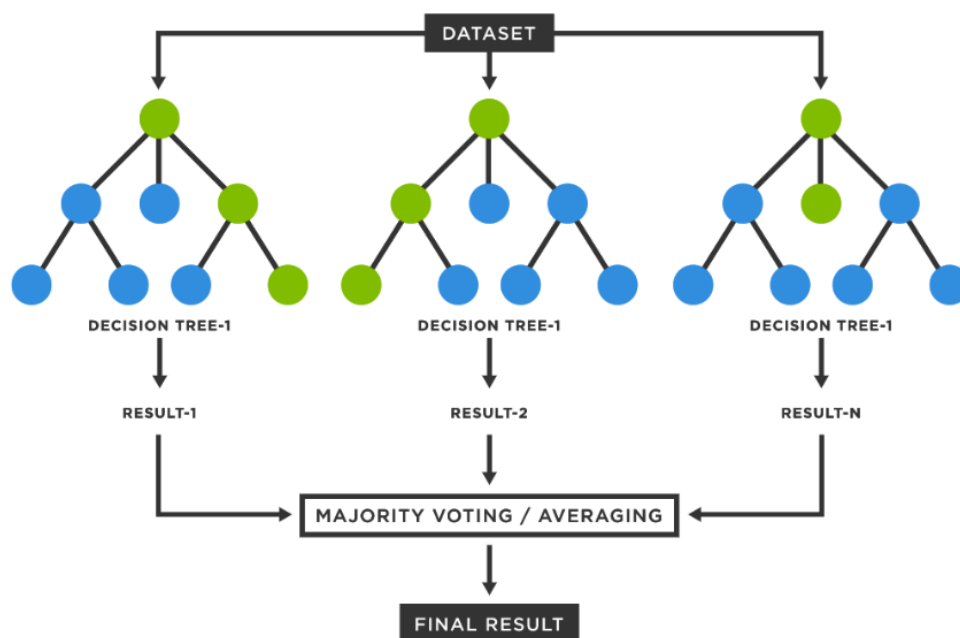 DATASET
DECISION TREE-1 DECISION TREE-1 DECISION TREE-1
RESULT-1 RESULT-2 RESULT-N
MAJORITY VOTING / AVERAGING
FINAL RESULT